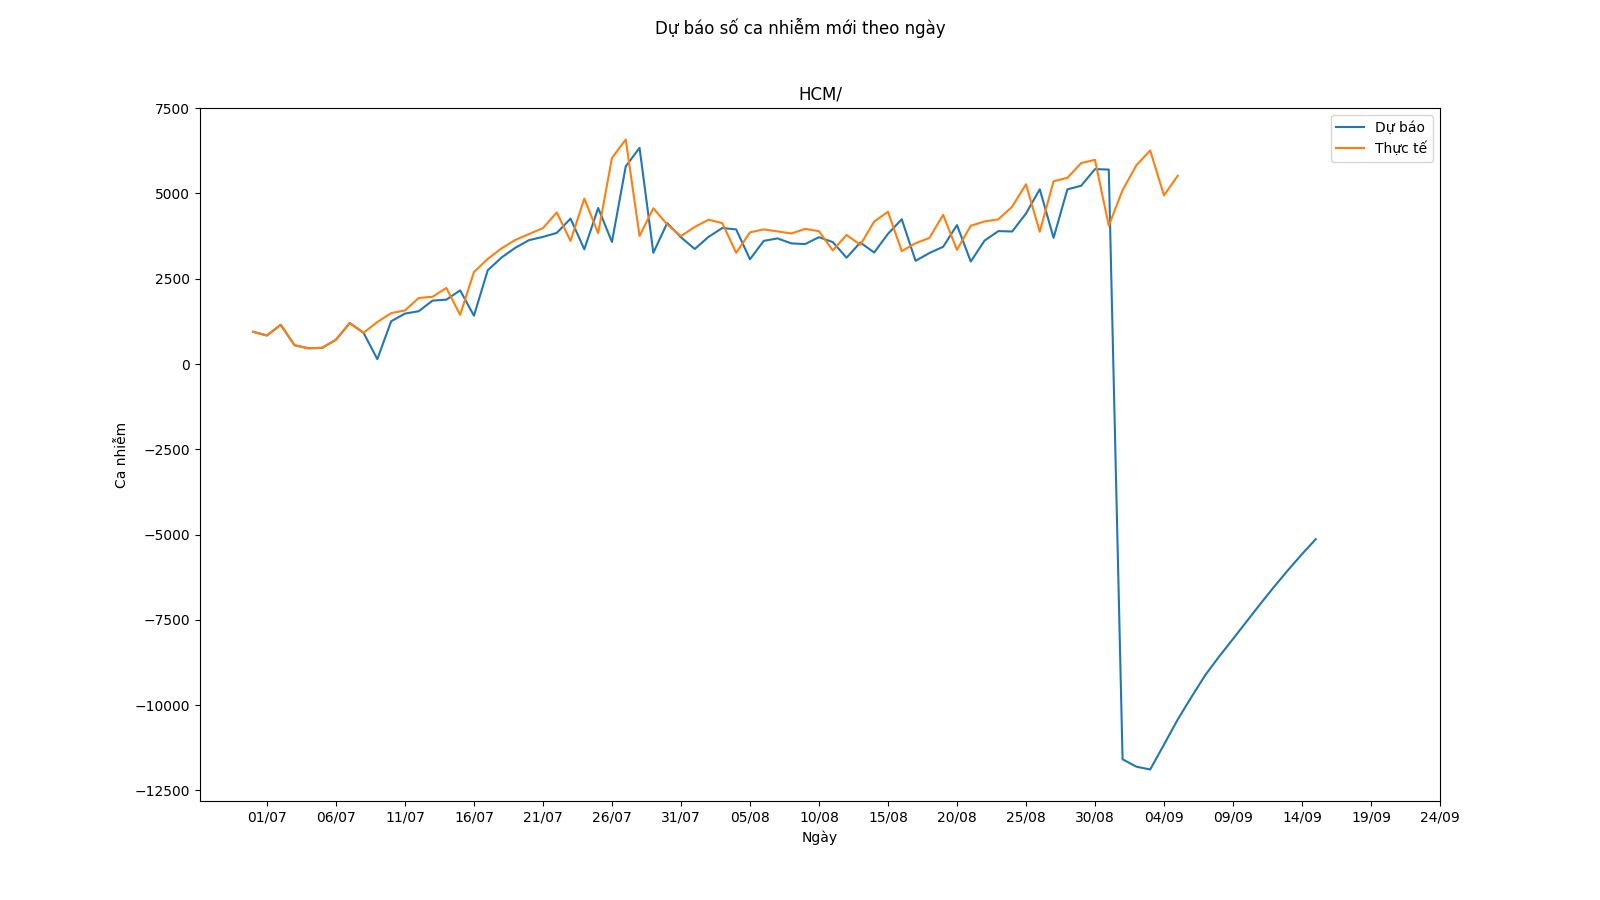 Dự báo số ca nhiễm mới theo ngày
HCM/
Dự báo
Thực tế
7500
5000
2500
0
−2500
−5000
−7500
−10000
−12500
Ca nhiễm
01/07 06/07 11/07 16/07 21/07 26/07 31/07 05/08 10/08 15/08 20/08 25/08 30/08 04/09 09/09 14/09 19/09 24/09
Ngày